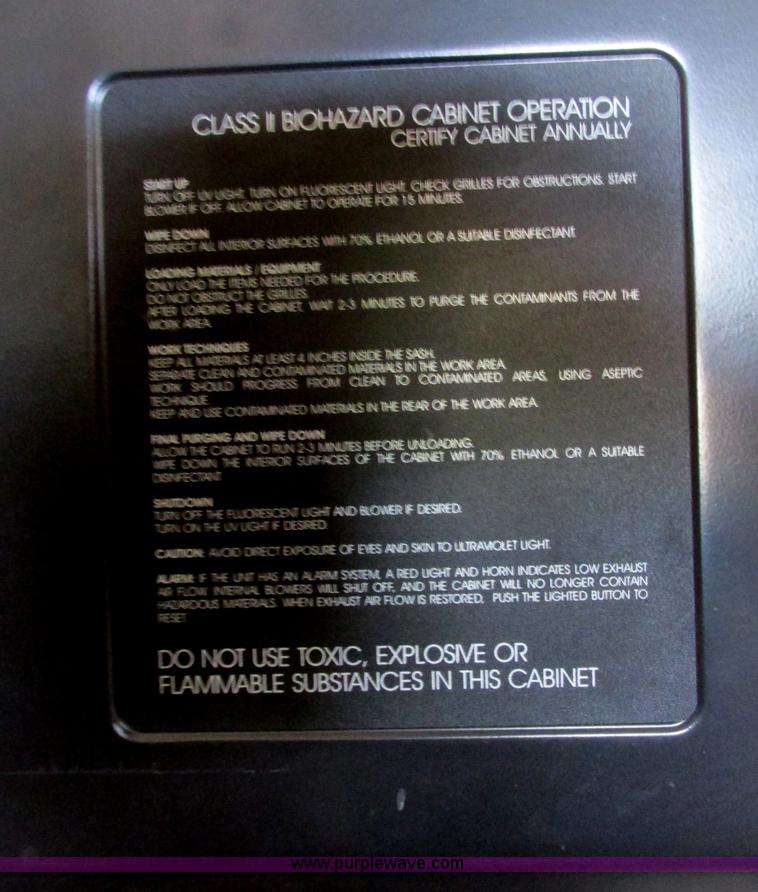 CLASS II BIOHAZARD CABINET OPERATION
CERTIFY CABINET ANNUALLY
START UP
TURN OFF UV LIGHT, TURN ON FLUORESCENT LIGHT, CHECK GRILLES FOR OBSTRUCTIONS. START
BLOWER IF OFF. ALLOW CABINET TO OPERATE FOR 15 MINUTES.
WIPE DOWN
DISINFECT ALL INTERIOR SURFACES WITH 70% ETHANOL OR A SUITABLE DISINFECTANT.
LOADING MATERIALS / EQUIPMENT
ONLY LOAD THE ITEMS NEEDED FOR THE PROCEDURE.
DO NOT OBSTRUCT THE GRILLES.
AFTER LOADING THE CABINET, WAIT 2-3 MINUTES TO PURGE THE CONTAMINANTS FROM THE
WORK AREA.
WORK TECHNIQUES
KEEP ALL MATERIALS AT LEAST 4 INCHES INSIDE THE SASH.
SEPARATE CLEAN AND CONTAMINATED MATERIALS IN THE WORK AREA.
WORK SHOULD PROGRESS FROM CLEAN TO CONTAMINATED AREAS, USING ASEPTIC
TECHNIQUE.
KEEP AND USE CONTAMINATED MATERIALS IN THE REAR OF THE WORK AREA.
FINAL PURGING AND WIPE DOWN
ALLOW THE CABINET TO RUN 2-3 MINUTES BEFORE UNLOADING.
WIPE DOWN THE INTERIOR SURFACES OF THE CABINET WITH 70% ETHANOL OR A SUITABLE
DISINFECTANT.
SHUTDOWN
TURN OFF THE FLUORESCENT LIGHT AND BLOWER IF DESIRED.
TURN ON THE UV LIGHT IF DESIRED.
CAUTION: AVOID DIRECT EXPOSURE OF EYES AND SKIN TO ULTRAVIOLET LIGHT.
ALARM: IF THE UNIT HAS AN ALARM SYSTEM, A RED LIGHT AND HORN INDICATES LOW EXHAUST
AIR FLOW. INTERNAL BLOWERS WILL SHUT OFF, AND THE CABINET WILL NO LONGER CONTAIN
HAZARDOUS MATERIALS. WHEN EXHAUST AIR FLOW IS RESTORED, PUSH THE LIGHTED BUTTON TO
RESET.
DO NOT USE TOXIC, EXPLOSIVE OR
FLAMMABLE SUBSTANCES IN THIS CABINET
www.purplewave.com